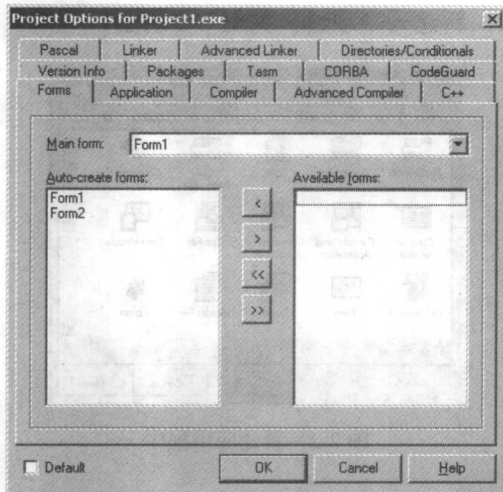 Project Options for Project1.exe
Pascal Linker Advanced Linker Directories/Conditionals
Version Info Packages Tasm CORBA CodeGuard
Forms Application Compiler Advanced Compiler C++
Main form: Form1
Auto-create forms: Available forms:
Form1
Form2
<
>
<<
>>
Default OK Cancel Help